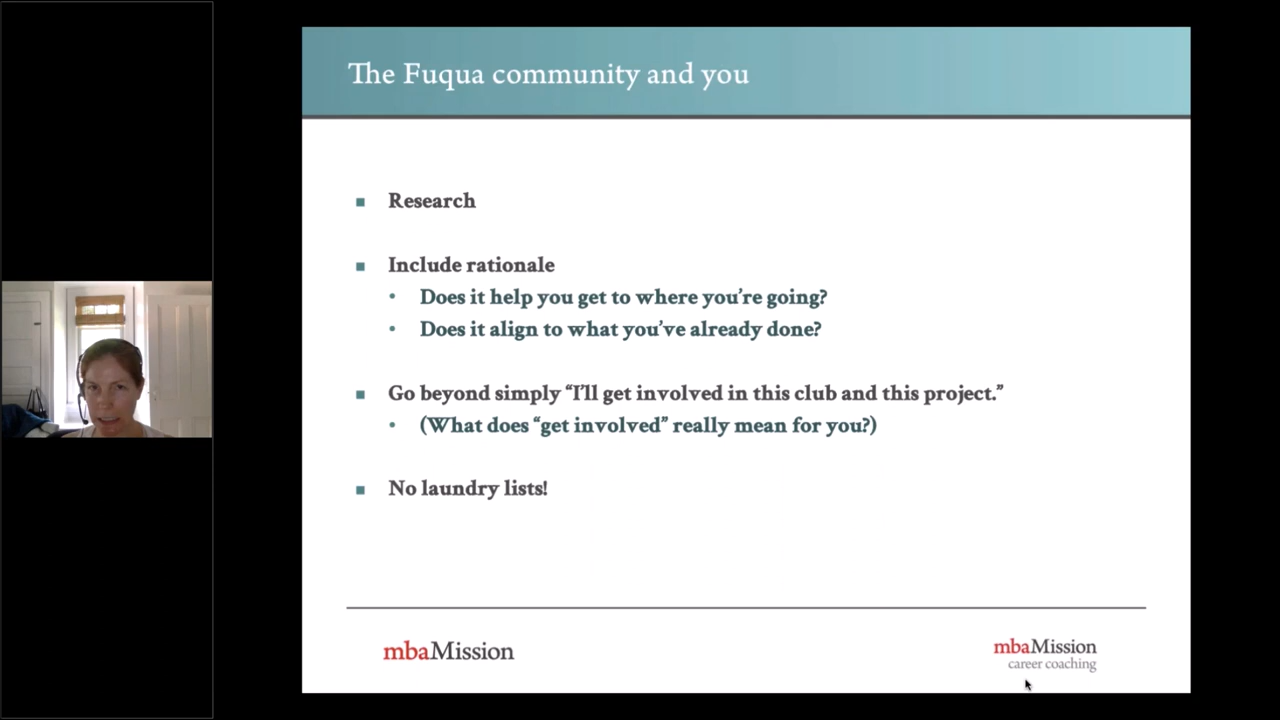 The Fuqua community and you
Research
Include rationale
Does it help you get to where you’re going?
Does it align to what you’ve already done?
Go beyond simply “I’ll get involved in this club and this project.”
(What does “get involved” really mean for you?)
No laundry lists!
mbaMission
mbaMission
career coaching